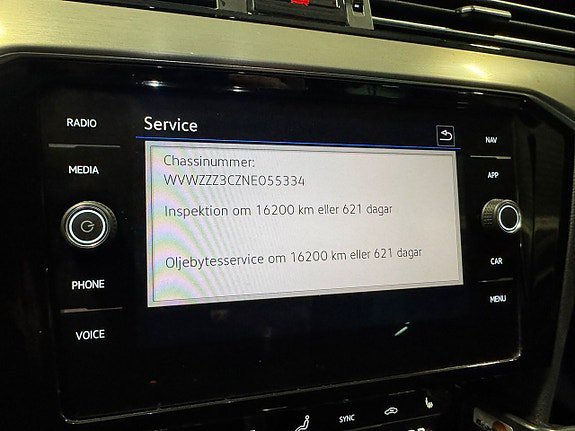 RADIO
Service
NAV
MEDIA
Chassinummer:
WVWZZZ3CZNE055334
APP
Inspektion om 16200 km eller 621 dagar
Oljebytesservice om 16200 km eller 621 dagar
CAR
PHONE
MENU
VOICE
SYNC